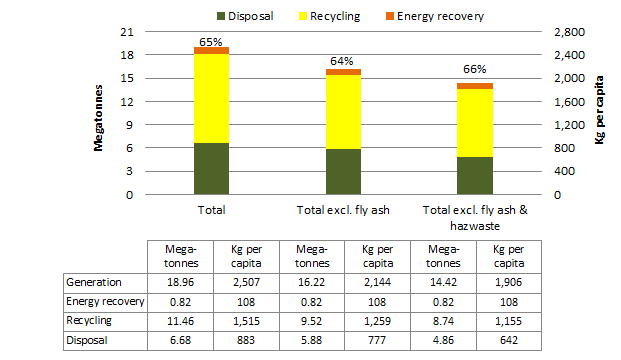 Disposal Recycling Energy recovery
21 2,800
65% 64% 66%
18 2,400
15 2,000
12 1,600
9 1,200
6 800
3 400
0 0
Megatonnes
Kg per capita
Total Total excl. fly ash Total excl. fly ash & hazwaste
Mega-tonnes Kg per capita Mega-tonnes Kg per capita Mega-tonnes Kg per capita
Generation 18.96 2,507 16.22 2,144 14.42 1,906
Energy recovery 0.82 108 0.82 108 0.82 108
Recycling 11.46 1,515 9.52 1,259 8.74 1,155
Disposal 6.68 883 5.88 777 4.86 642